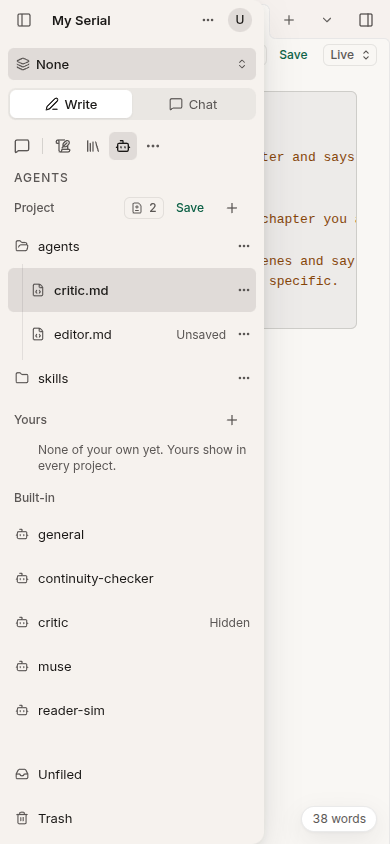 My Serial
U
Save
Live
None
Write
Chat
AGENTS
Project
2
Save
agents
critic.md
editor.md
Unsaved
skills
Yours
None of your own yet. Yours show in
every project.
Built-in
general
continuity-checker
critic
Hidden
muse
reader-sim
Unfiled
Trash
ter and says
chapter you
enes and say
specific.
38 words